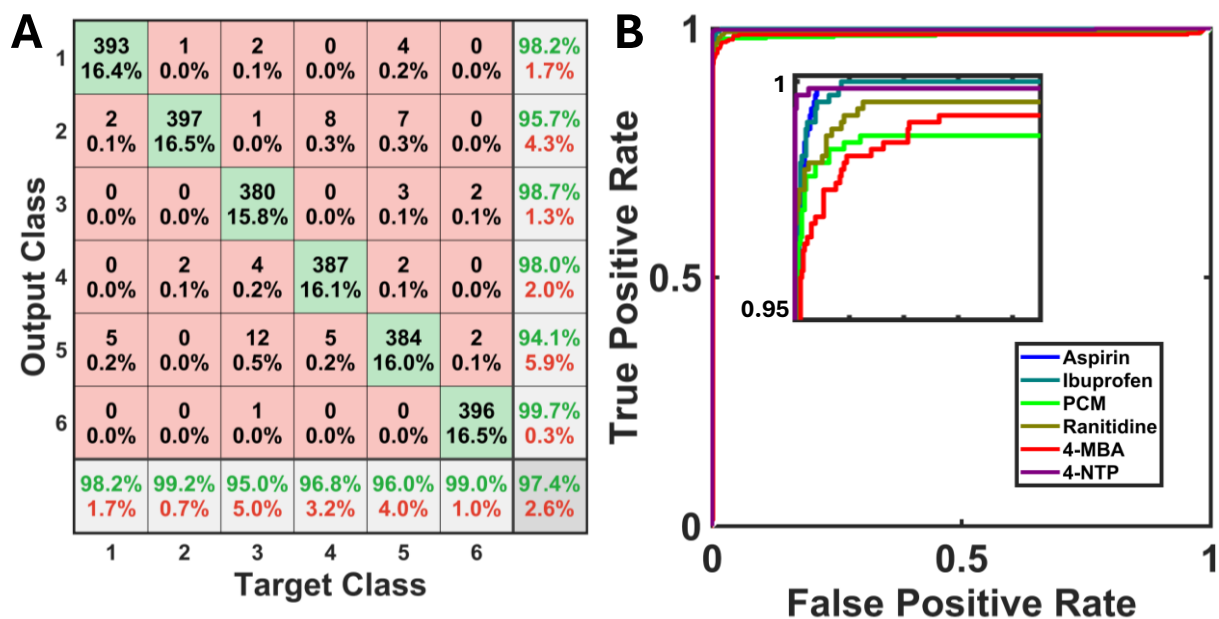 A
1
393 1 2 0 4 0 98.2%
16.4% 0.0% 0.1% 0.0% 0.2% 0.0% 1.7%
2
2 397 1 8 7 0 95.7%
0.1% 16.5% 0.0% 0.3% 0.3% 0.0% 4.3%
3
0 0 380 0 3 2 98.7%
0.0% 0.0% 15.8% 0.0% 0.1% 0.1% 1.3%
4
0 2 4 387 2 0 98.0%
0.0% 0.1% 0.2% 16.1% 0.1% 0.0% 2.0%
5
5 0 12 5 384 2 94.1%
0.2% 0.0% 0.5% 0.2% 16.0% 0.1% 5.9%
6
0 0 1 0 0 396 99.7%
0.0% 0.0% 0.0% 0.0% 0.0% 16.5% 0.3%
98.2% 99.2% 95.0% 96.8% 96.0% 99.0% 97.4%
1.7% 0.7% 5.0% 3.2% 4.0% 1.0% 2.6%
1 2 3 4 5 6
Target Class
Output Class
B
1
0.5
0
True Positive Rate
1
0.95
Aspirin
Ibuprofen
PCM
Ranitidine
4-MBA
4-NTP
0 0.5 1
False Positive Rate